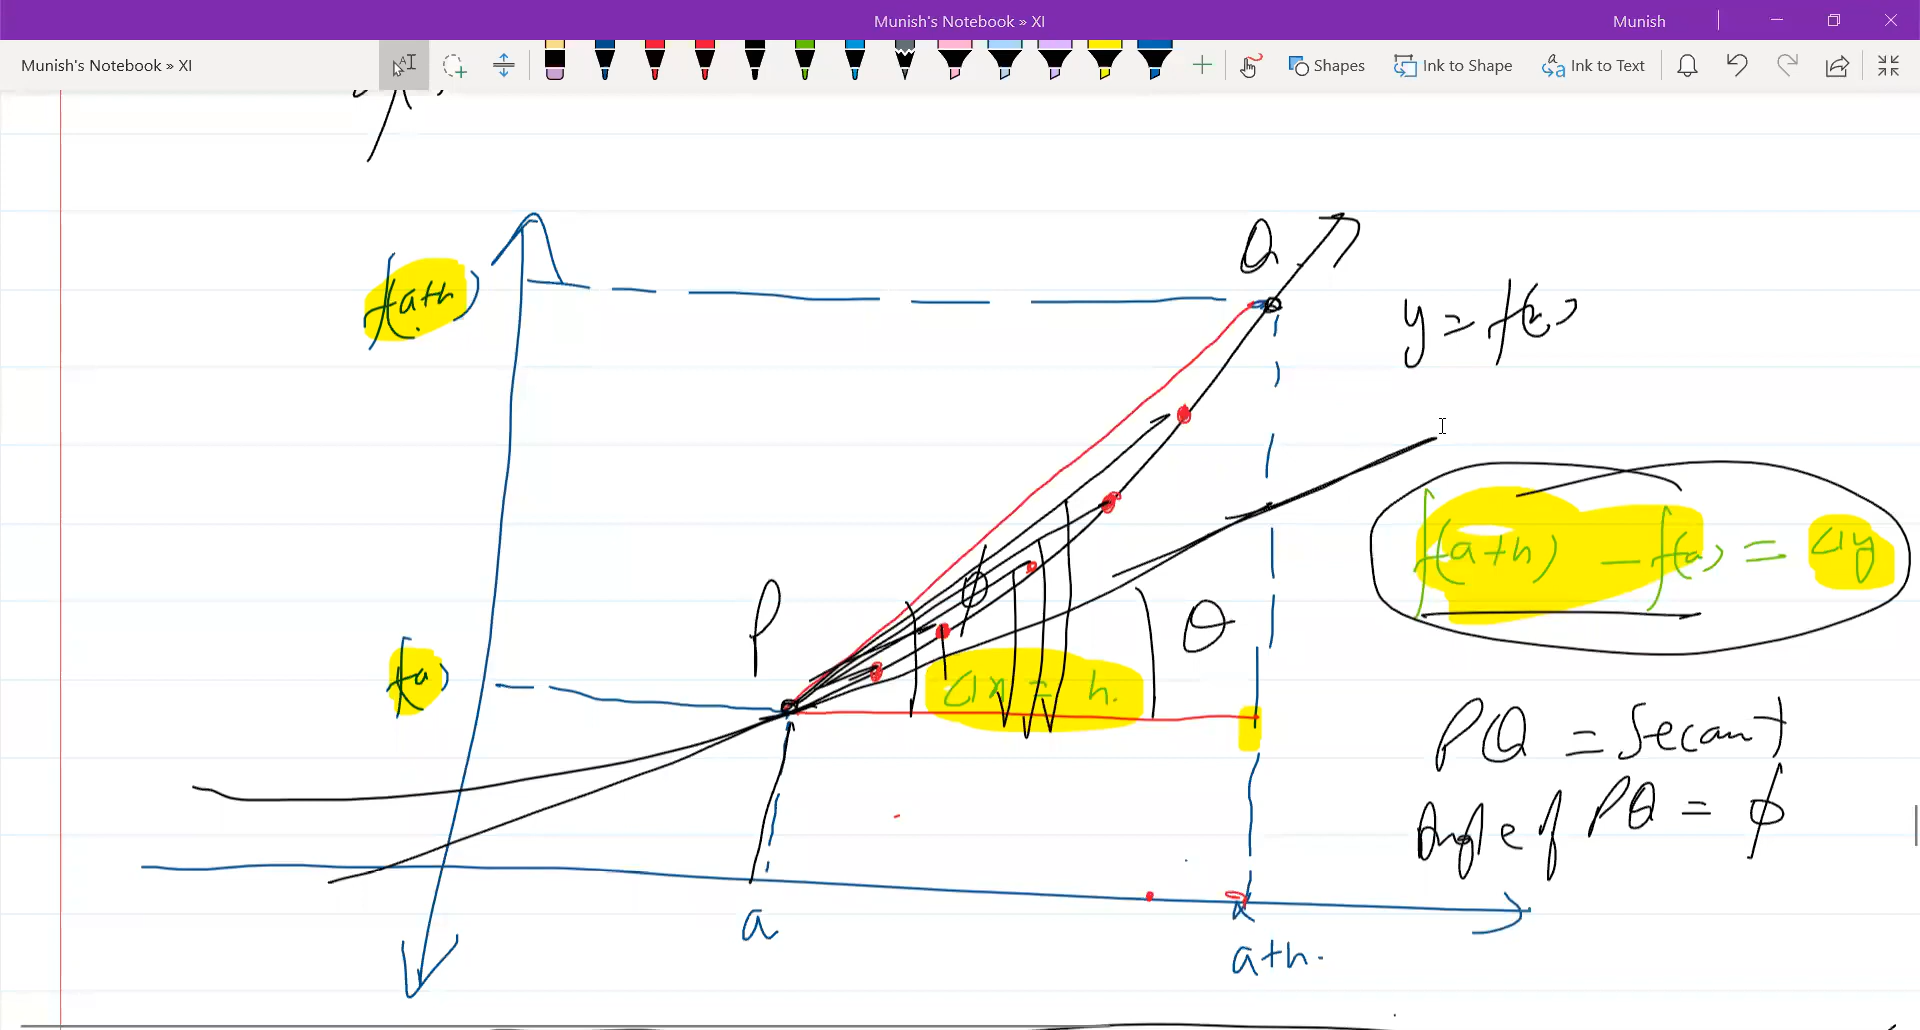 Munish's Notebook » XI
Munish
Munish's Notebook » XI
Shapes
Ink to Shape
Ink to Text
f(a+h)
Q
y = f(x)
f(a+h) - f(a) = Δy
P
ϕ
θ
f(a)
Δx = h.
PQ = Secant
Angle of PQ = ϕ
a
a+h.